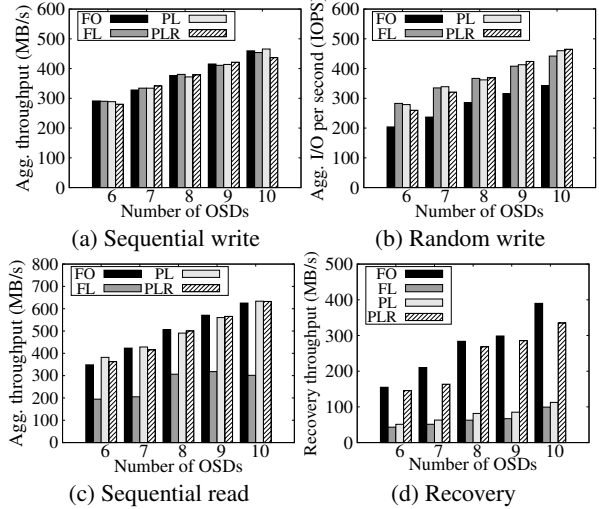 Agg. throughput (MB/s)
600
500
400
300
200
100
0
FO PL
FL PLR
6 7 8 9 10
Number of OSDs
(a) Sequential write
Agg. I/O per second (IOPS)
600
500
400
300
200
100
0
FO PL
FL PLR
6 7 8 9 10
Number of OSDs
(b) Random write
Agg. throughput (MB/s)
800
700
600
500
400
300
200
100
0
FO PL
FL PLR
6 7 8 9 10
Number of OSDs
(c) Sequential read
Recovery throughput (MB/s)
500
400
300
200
100
0
FO
FL
PL
PLR
6 7 8 9 10
Number of OSDs
(d) Recovery